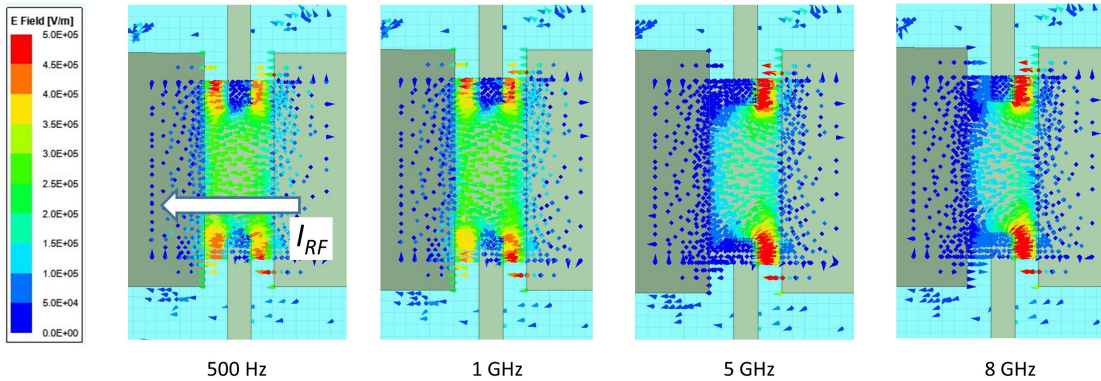 E Field [V/m]
5.0E+05
4.5E+05
4.0E+05
3.5E+05
3.0E+05
2.5E+05
2.0E+05
1.5E+05
1.0E+05
5.0E+04
0.0E+00
I_RF
500 Hz
1 GHz
5 GHz
8 GHz